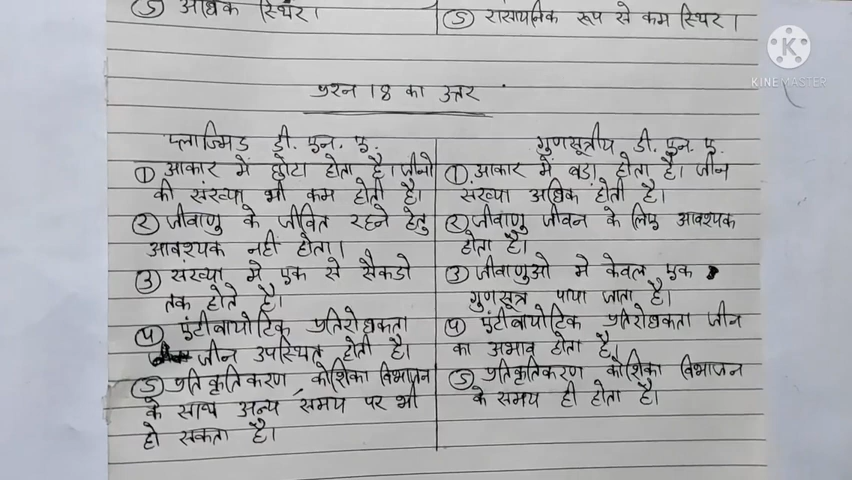 ⑤ अधिक स्थिर।
⑤ रासायनिक रूप से कम स्थिर।
KINEMASTER
प्रश्न 18 का उत्तर
प्लाज्मिड डी. एन. ए.
① आकार में छोटा होता है। जीनो
की संख्या भी कम होती है।
② जीवाणु के जीवित रहने हेतु
आवश्यक नही होता।
③ संख्या मे एक से सैकडो
तक होते है।
④ एंटीबायोटिक प्रतिरोधकता
जीन उपस्थित होती है।
⑤ प्रतिकृतिकरण, कोशिका विभाजन
के साथ अन्य समय पर भी
हो सकता है।
गुणसूत्रीय डी. एन. ए.
① आकार में बडा होता है। जीन
संख्या अधिक होती है।
② जीवाणु जीवन के लिए आवश्यक
होता है।
③ जीवाणुओ मे केवल एक
गुणसूत्र पाया जाता है।
④ एंटीबायोटिक प्रतिरोधकता जीन
का अभाव होता है।
⑤ प्रतिकृतिकरण कोशिका विभाजन
के समय ही होता है।